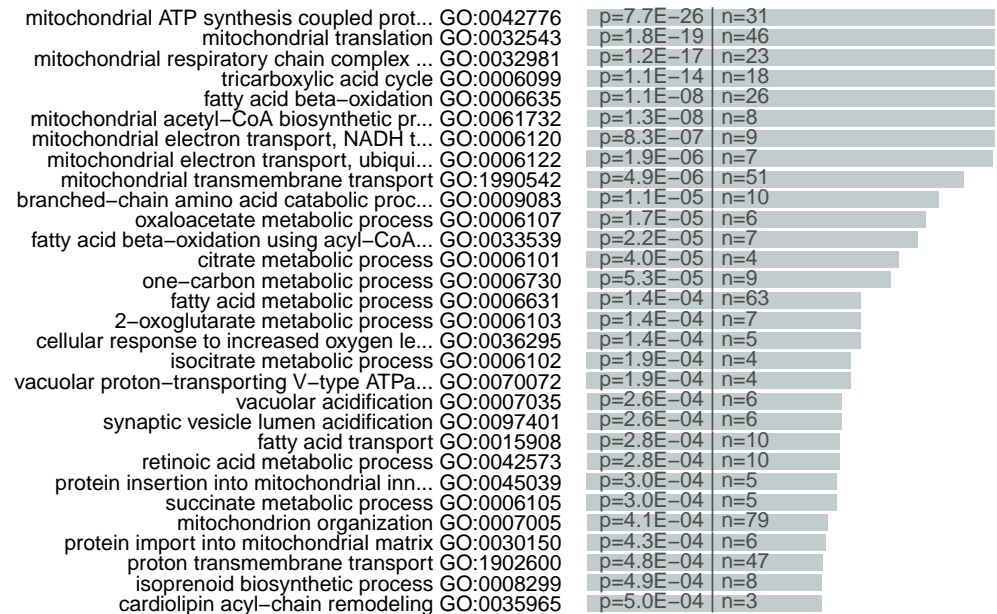 mitochondrial ATP synthesis coupled prot... GO:0042776 p=7.7E−26 n=31
mitochondrial translation GO:0032543 p=1.8E−19 n=46
mitochondrial respiratory chain complex ... GO:0032981 p=1.2E−17 n=23
tricarboxylic acid cycle GO:0006099 p=1.1E−14 n=18
fatty acid beta−oxidation GO:0006635 p=1.1E−08 n=26
mitochondrial acetyl−CoA biosynthetic pr... GO:0061732 p=1.3E−08 n=8
mitochondrial electron transport, NADH t... GO:0006120 p=8.3E−07 n=9
mitochondrial electron transport, ubiqui... GO:0006122 p=1.9E−06 n=7
mitochondrial transmembrane transport GO:1990542 p=4.9E−06 n=51
branched−chain amino acid catabolic proc... GO:0009083 p=1.1E−05 n=10
oxaloacetate metabolic process GO:0006107 p=1.7E−05 n=6
fatty acid beta−oxidation using acyl−CoA... GO:0033539 p=2.2E−05 n=7
citrate metabolic process GO:0006101 p=4.0E−05 n=4
one−carbon metabolic process GO:0006730 p=5.3E−05 n=9
fatty acid metabolic process GO:0006631 p=1.4E−04 n=63
2−oxoglutarate metabolic process GO:0006103 p=1.4E−04 n=7
cellular response to increased oxygen le... GO:0036295 p=1.4E−04 n=5
isocitrate metabolic process GO:0006102 p=1.9E−04 n=4
vacuolar proton−transporting V−type ATPa... GO:0070072 p=1.9E−04 n=4
vacuolar acidification GO:0007035 p=2.6E−04 n=6
synaptic vesicle lumen acidification GO:0097401 p=2.6E−04 n=6
fatty acid transport GO:0015908 p=2.8E−04 n=10
retinoic acid metabolic process GO:0042573 p=2.8E−04 n=10
protein insertion into mitochondrial inn... GO:0045039 p=3.0E−04 n=5
succinate metabolic process GO:0006105 p=3.0E−04 n=5
mitochondrion organization GO:0007005 p=4.1E−04 n=79
protein import into mitochondrial matrix GO:0030150 p=4.3E−04 n=6
proton transmembrane transport GO:1902600 p=4.8E−04 n=47
isoprenoid biosynthetic process GO:0008299 p=4.9E−04 n=8
cardiolipin acyl−chain remodeling GO:0035965 p=5.0E−04 n=3